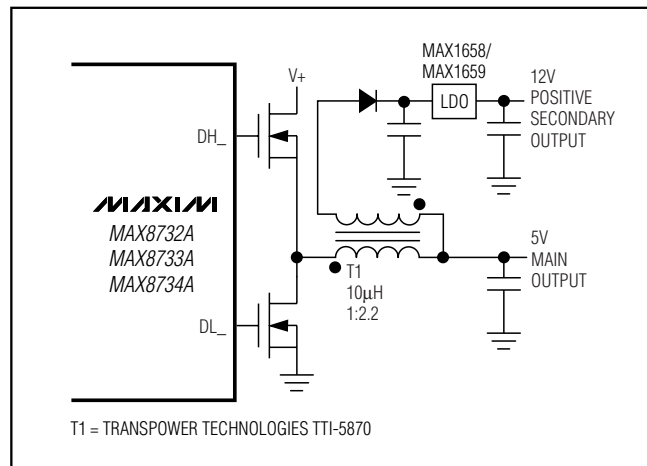 MAX1658/
MAX1659
V+
LDO
12V
POSITIVE
SECONDARY
OUTPUT
DH_
MAXIM
MAX8732A
MAX8733A
MAX8734A
T1
10μH
1:2.2
5V
MAIN
OUTPUT
DL_
T1 = TRANSPOWER TECHNOLOGIES TTI-5870